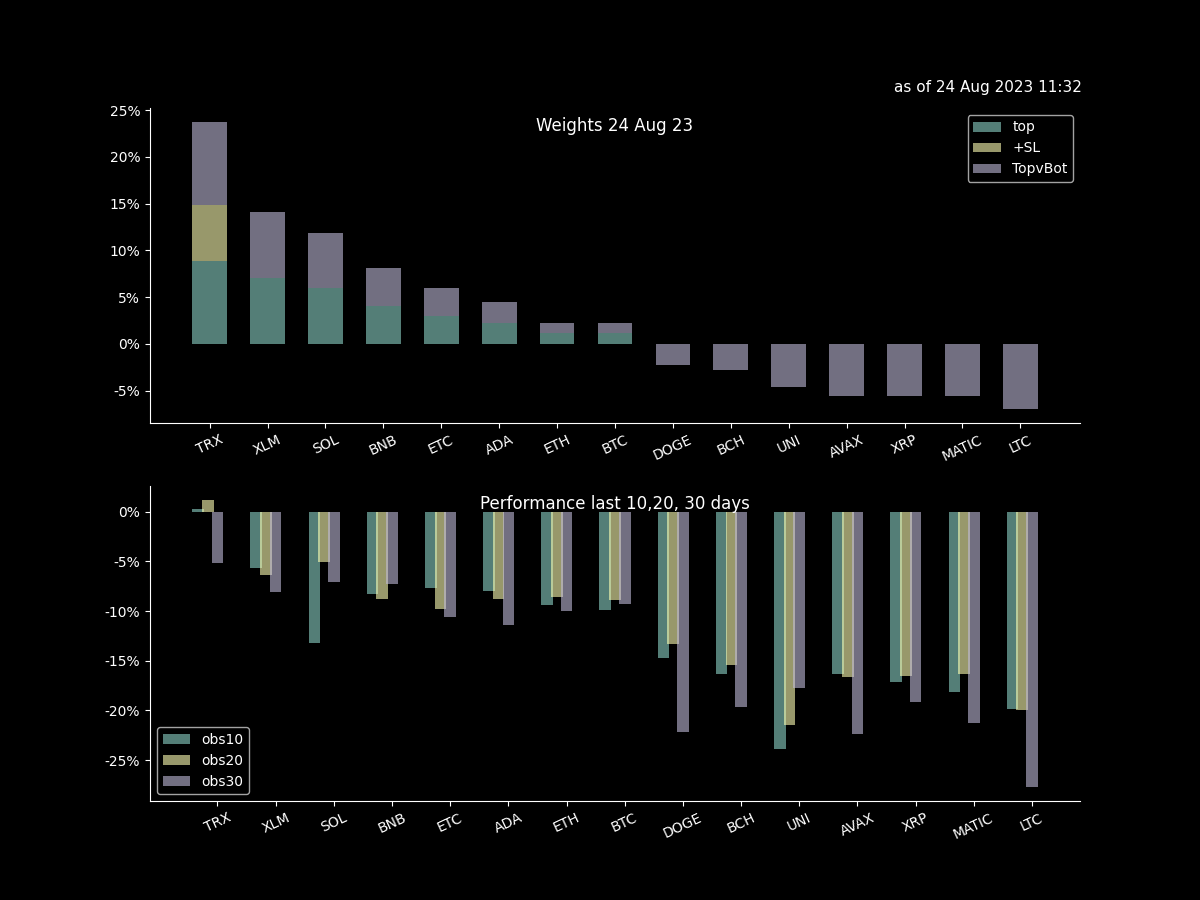 as of 24 Aug 2023 11:32
Weights 24 Aug 23
25%
20%
15%
10%
5%
0%
-5%
top
+SL
TopvBot
TRX XLM SOL BNB ETC ADA ETH BTC DOGE BCH UNI AVAX XRP MATIC LTC
Performance last 10,20, 30 days
0%
-5%
-10%
-15%
-20%
-25%
obs10
obs20
obs30
TRX XLM SOL BNB ETC ADA ETH BTC DOGE BCH UNI AVAX XRP MATIC LTC